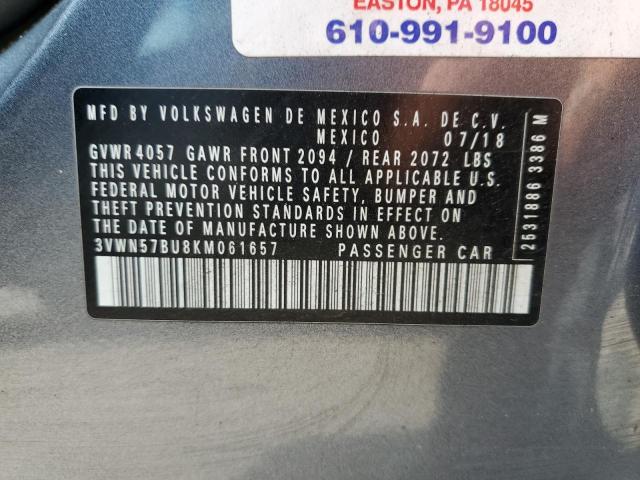 EASTON, PA 18045
610-991-9100
MFD BY VOLKSWAGEN DE MEXICO S.A. DE C.V.
MEXICO 07/18
GVWR 4057 GAWR FRONT 2094 / REAR 2072 LBS
THIS VEHICLE CONFORMS TO ALL APPLICABLE U.S.
FEDERAL MOTOR VEHICLE SAFETY, BUMPER AND
THEFT PREVENTION STANDARDS IN EFFECT ON
THE DATE OF MANUFACTURE SHOWN ABOVE.
3VWN57BU8KM061657 PASSENGER CAR
2531886 3386 M